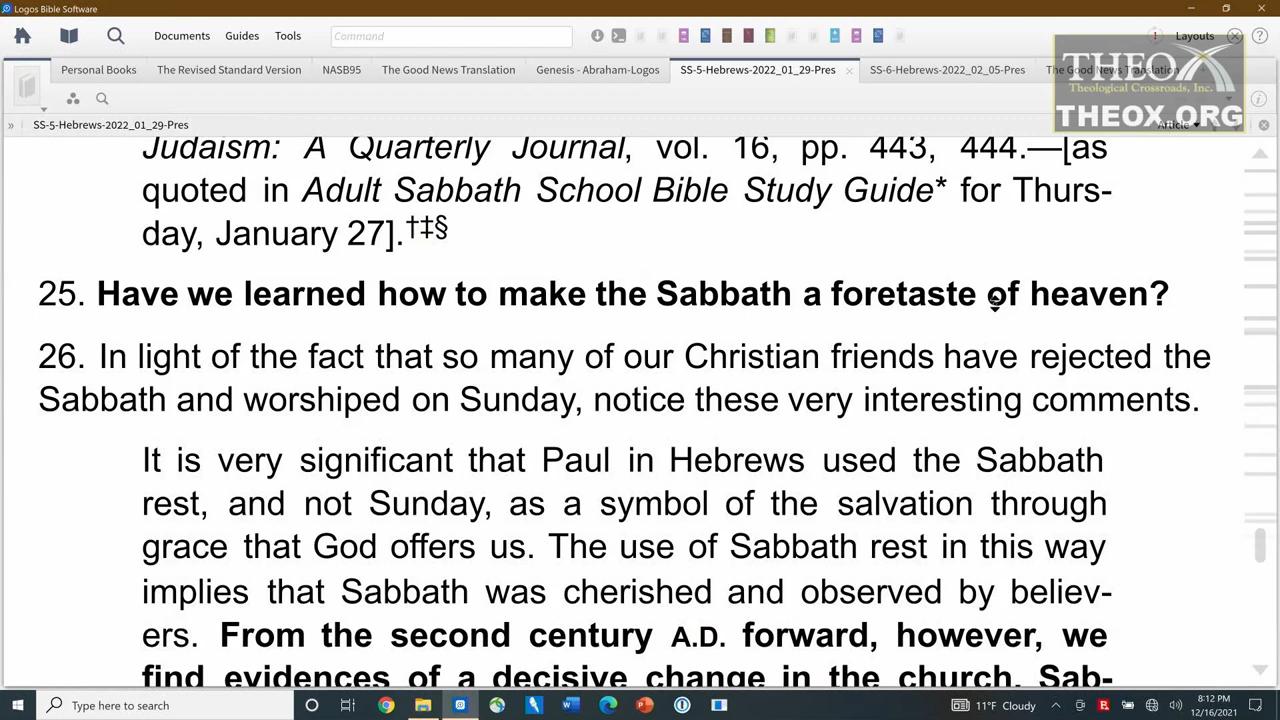 Logos Bible Software
Documents Guides Tools Command Layouts
Personal Books The Revised Standard Version NASB95 The New Translation Genesis - Abraham-Logos SS-5-Hebrews-2022_01_29-Pres SS-6-Hebrews-2022_02_05-Pres The Good News Translation
THEOX
Theological Crossroads, Inc.
THEOX.ORG
SS-5-Hebrews-2022_01_29-Pres Article
Judaism: A Quarterly Journal, vol. 16, pp. 443, 444.—[as
quoted in Adult Sabbath School Bible Study Guide* for Thurs-
day, January 27].†‡§
25. Have we learned how to make the Sabbath a foretaste of heaven?
26. In light of the fact that so many of our Christian friends have rejected the
Sabbath and worshiped on Sunday, notice these very interesting comments.
It is very significant that Paul in Hebrews used the Sabbath
rest, and not Sunday, as a symbol of the salvation through
grace that God offers us. The use of Sabbath rest in this way
implies that Sabbath was cherished and observed by believ-
ers. From the second century A.D. forward, however, we
find evidences of a decisive change in the church. Sab-
Type here to search
11°F Cloudy
8:12 PM
12/16/2021